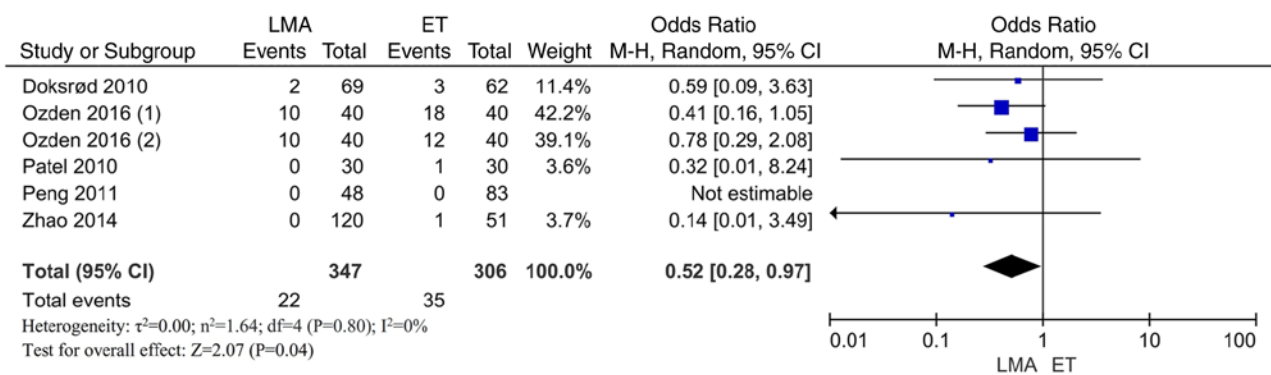 LMA ET Odds Ratio Odds Ratio
Study or Subgroup Events Total Events Total Weight M-H, Random, 95% CI M-H, Random, 95% CI
Doksrød 2010 2 69 3 62 11.4% 0.59 [0.09, 3.63]
Ozden 2016 (1) 10 40 18 40 42.2% 0.41 [0.16, 1.05]
Ozden 2016 (2) 10 40 12 40 39.1% 0.78 [0.29, 2.08]
Patel 2010 0 30 1 30 3.6% 0.32 [0.01, 8.24]
Peng 2011 0 48 0 83 Not estimable
Zhao 2014 0 120 1 51 3.7% 0.14 [0.01, 3.49]
Total (95% CI) 347 306 100.0% 0.52 [0.28, 0.97]
Total events 22 35
Heterogeneity: τ²=0.00; n²=1.64; df=4 (P=0.80); I²=0%
Test for overall effect: Z=2.07 (P=0.04)
0.01 0.1 1 10 100
LMA ET